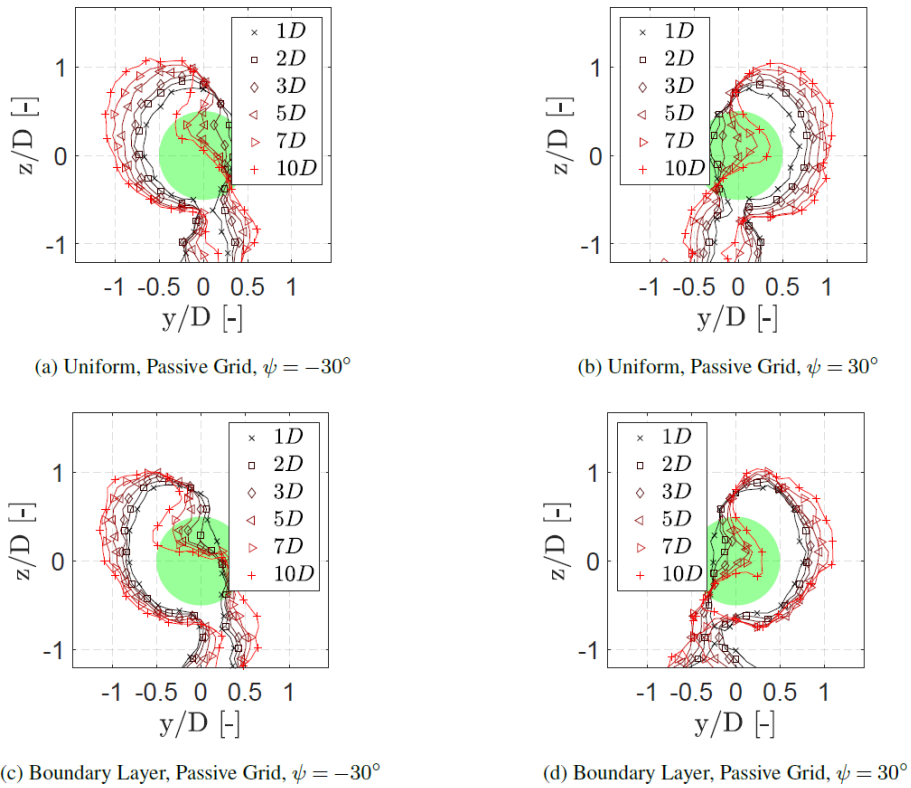 1D
2D
3D
5D
7D
10D
1
0
-1
z/D [-]
-1 -0.5 0 0.5 1
y/D [-]
(a) Uniform, Passive Grid, ψ = −30°
1D
2D
3D
5D
7D
10D
1
0
-1
z/D [-]
-1 -0.5 0 0.5 1
y/D [-]
(b) Uniform, Passive Grid, ψ = 30°
1D
2D
3D
5D
7D
10D
1
0
-1
z/D [-]
-1 -0.5 0 0.5 1
y/D [-]
(c) Boundary Layer, Passive Grid, ψ = −30°
1D
2D
3D
5D
7D
10D
1
0
-1
z/D [-]
-1 -0.5 0 0.5 1
y/D [-]
(d) Boundary Layer, Passive Grid, ψ = 30°